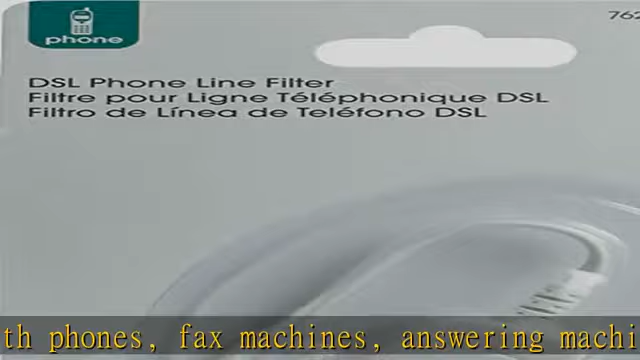 phone
762
DSL Phone Line Filter
Filtre pour Ligne Téléphonique DSL
Filtro de Línea de Teléfono DSL
th phones, fax machines, answering machi